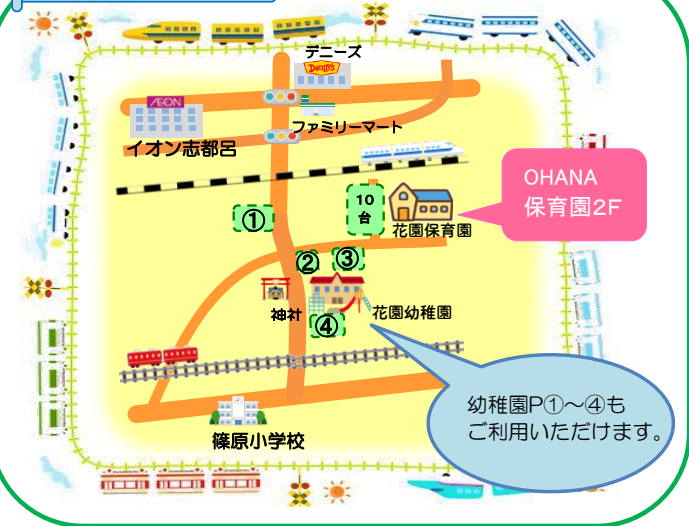 デニーズ
Denny's
ÆON
イオン志都呂
ファミリーマート
①
10
台
花園保育園
OHANA
保育園2F
②
③
神社
④
花園幼稚園
幼稚園P①～④も
ご利用いただけます。
篠原小学校